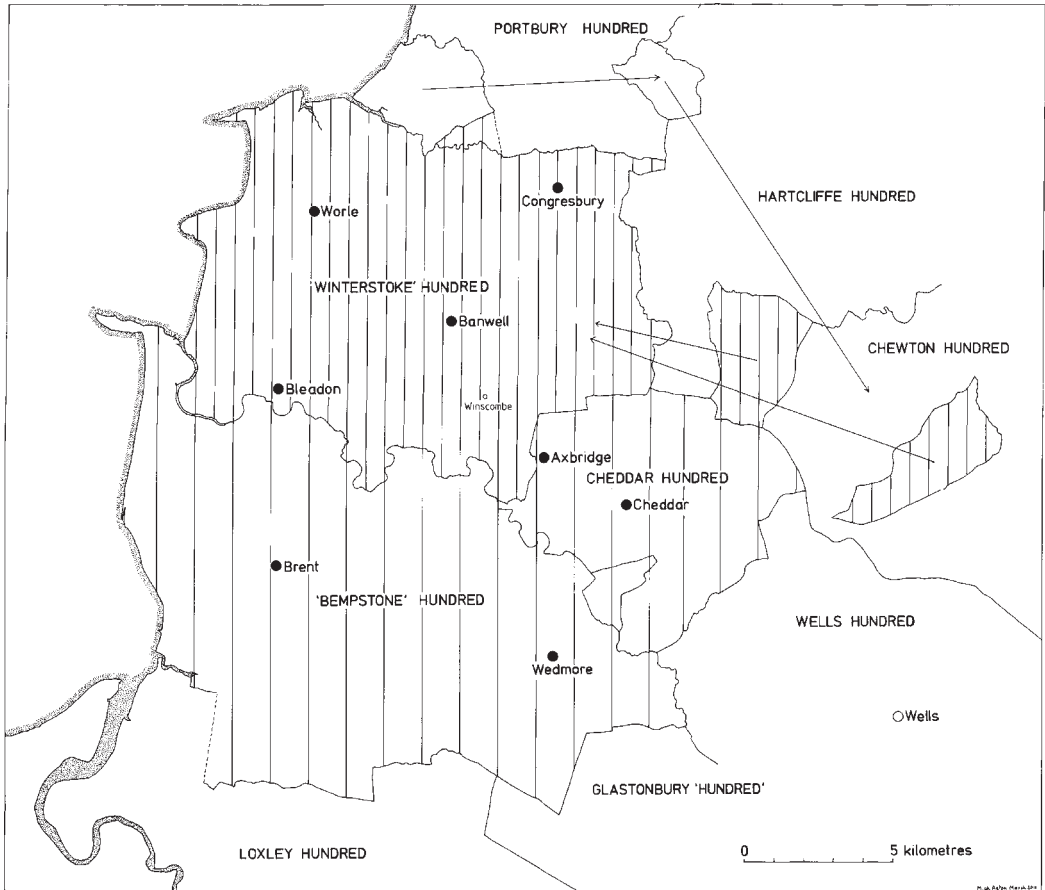 PORTBURY HUNDRED
HARTCLIFFE HUNDRED
Congresbury
Worle
'WINTERSTOKE' HUNDRED
Banwell
CHEWTON HUNDRED
Bleadon
Winscombe
Axbridge
CHEDDAR HUNDRED
Cheddar
Brent
'BEMPSTONE' HUNDRED
WELLS HUNDRED
Wedmore
Wells
GLASTONBURY 'HUNDRED'
LOXLEY HUNDRED
0 5 kilometres